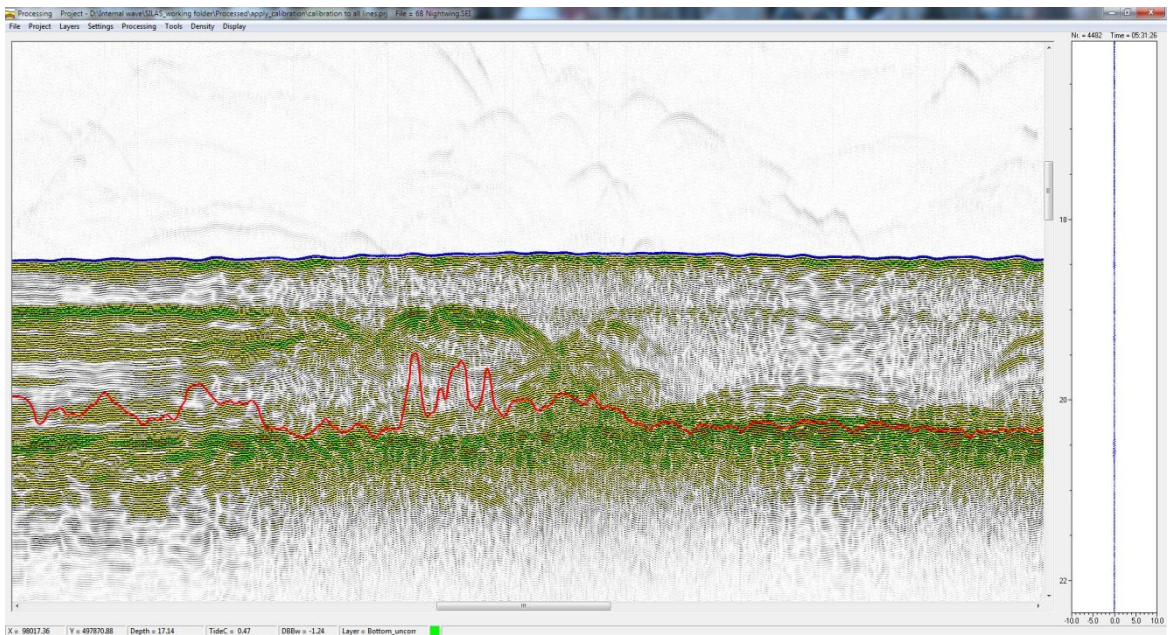 Processing Project - D:\Internal wave\SILAS_working folder\Processed\apply_calibration\calibration to all lines.prj File = 6B Nightwing.SEI
File Project Layers Settings Processing Tools Density Display
Nr. = 4482 Time = 05:31:26
18
20
22
-10.0 -5.0 0.0 5.0 10.0
X = 98017.36 Y = 497870.88 Depth = 17.14 TideC = 0.47 DBBw = -1.24 Layer = Bottom_uncorr